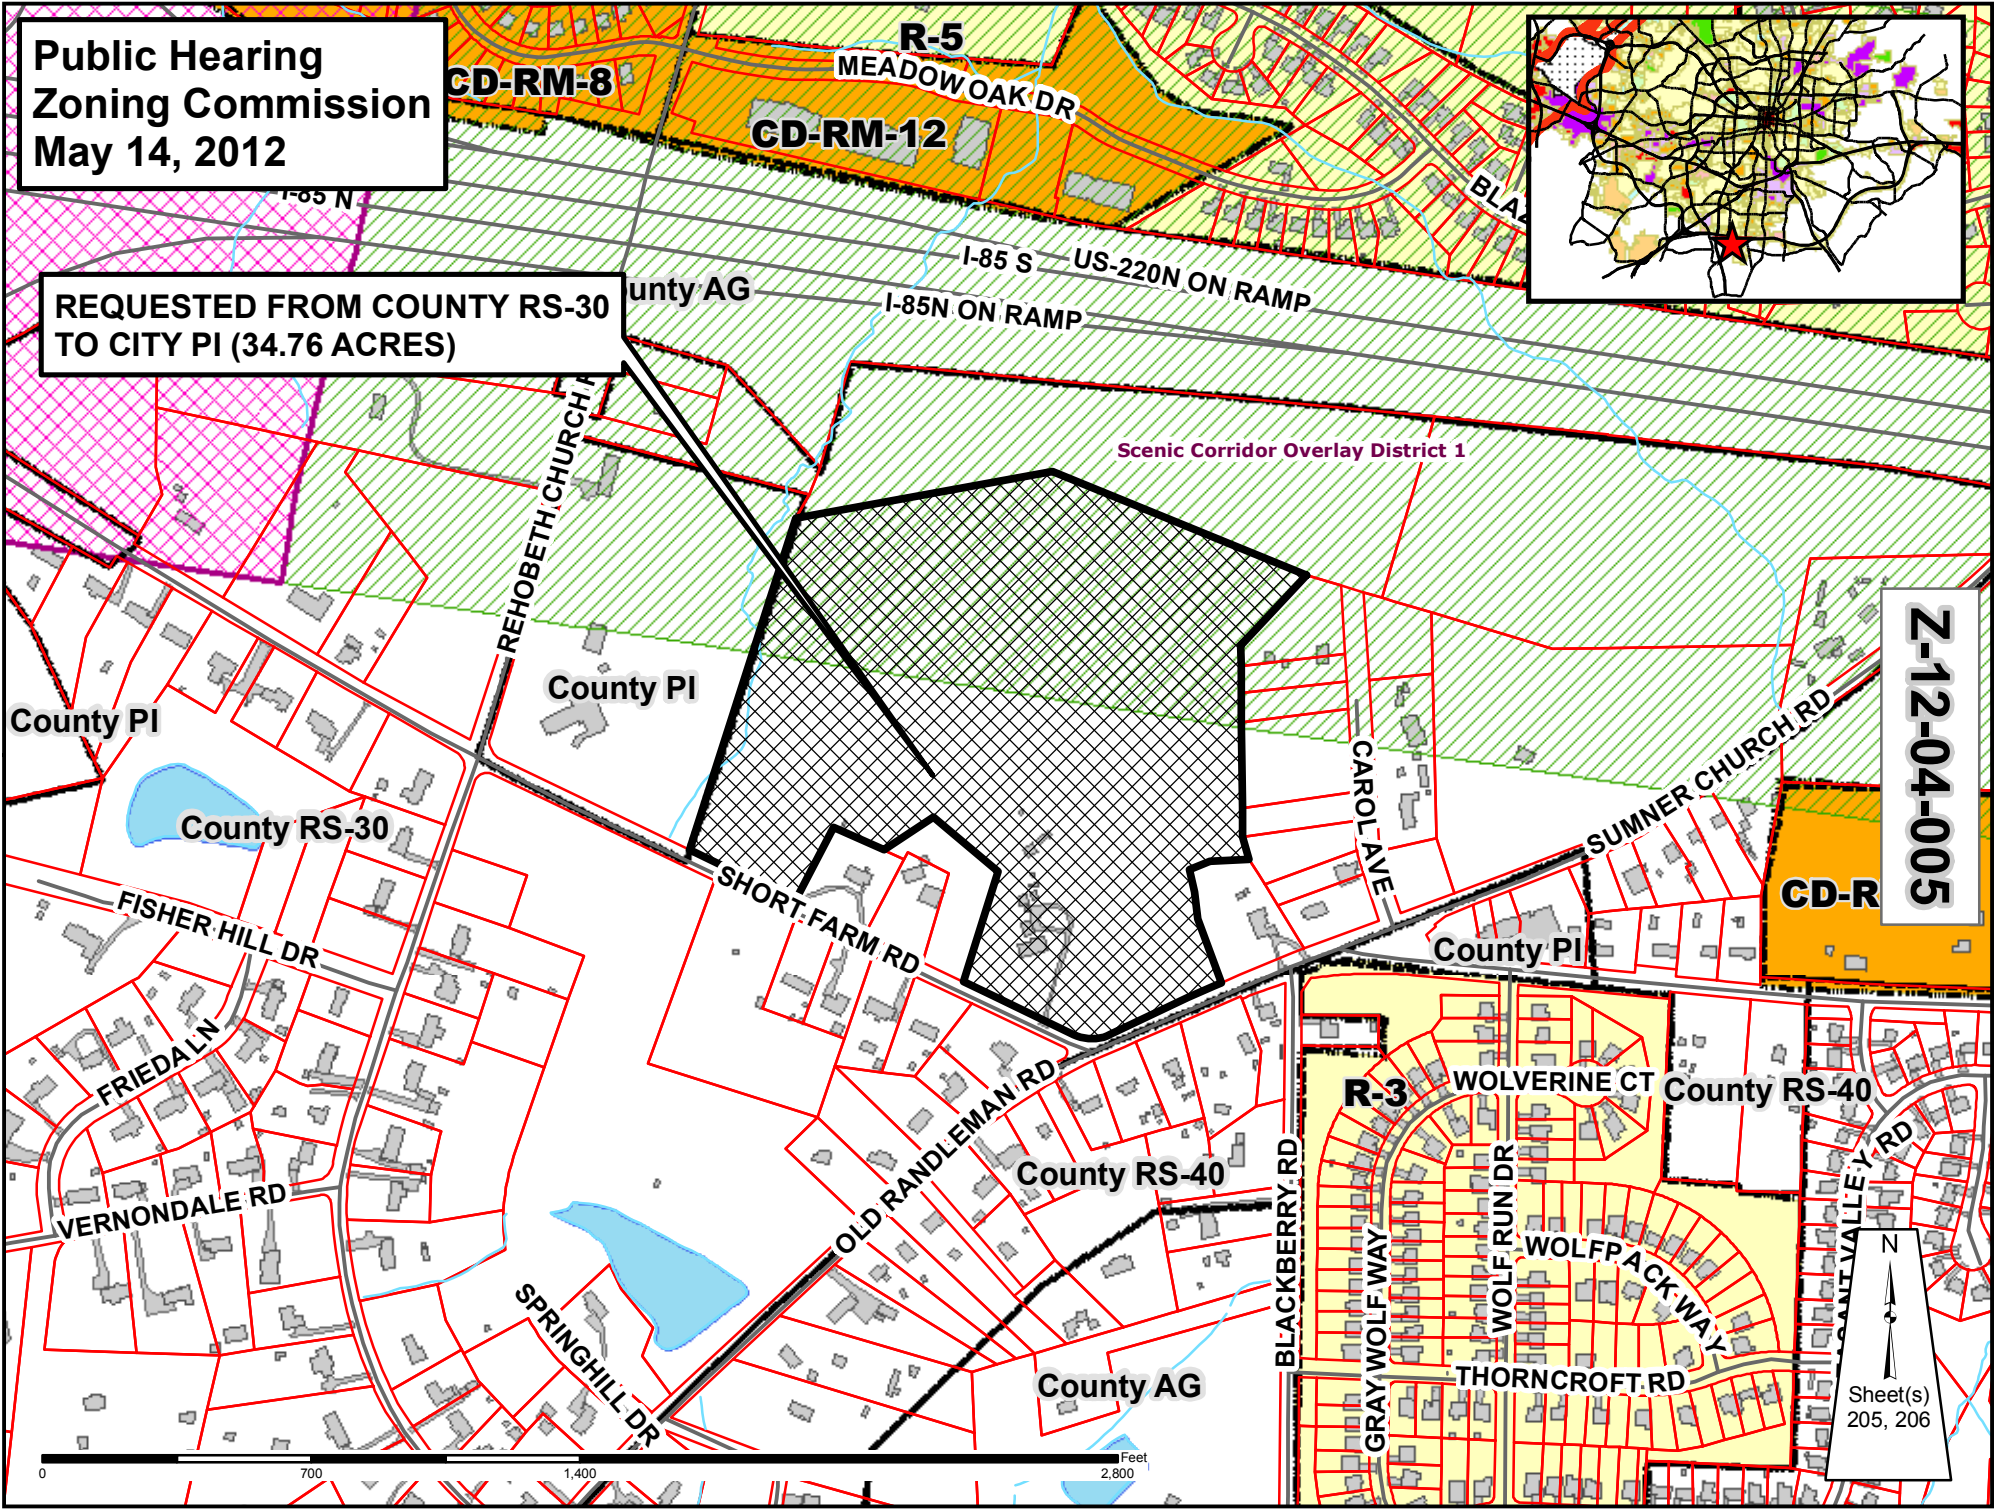 Public Hearing
Zoning Commission
May 14, 2012
R-5
CD-RM-8
MEADOW OAK DR
CD-RM-12
I-85 N
I-85 S
US-220N ON RAMP
I-85N ON RAMP
County AG
REQUESTED FROM COUNTY RS-30
TO CITY PI (34.76 ACRES)
REHOBETH CHURCH
Scenic Corridor Overlay District 1
Z-12-04-005
County PI
County PI
County RS-30
CAROL AVE
SUMNER CHURCH RD
SHORT FARM RD
CD-R
County PI
FISHER HILL DR
FRIEDA LN
VERNONDALE RD
OLD RANDLEMAN RD
R-3
WOLVERINE CT
County RS-40
County RS-40
BLACKBERRY RD
WOLF RUN DR
GRAY WOLF WAY
WOLFPACK WAY
THORNCROFT RD
VALLEY RD
SPRINGHILL DR
County AG
N
Sheet(s)
205, 206
0 700 1,400 2,800
Feet